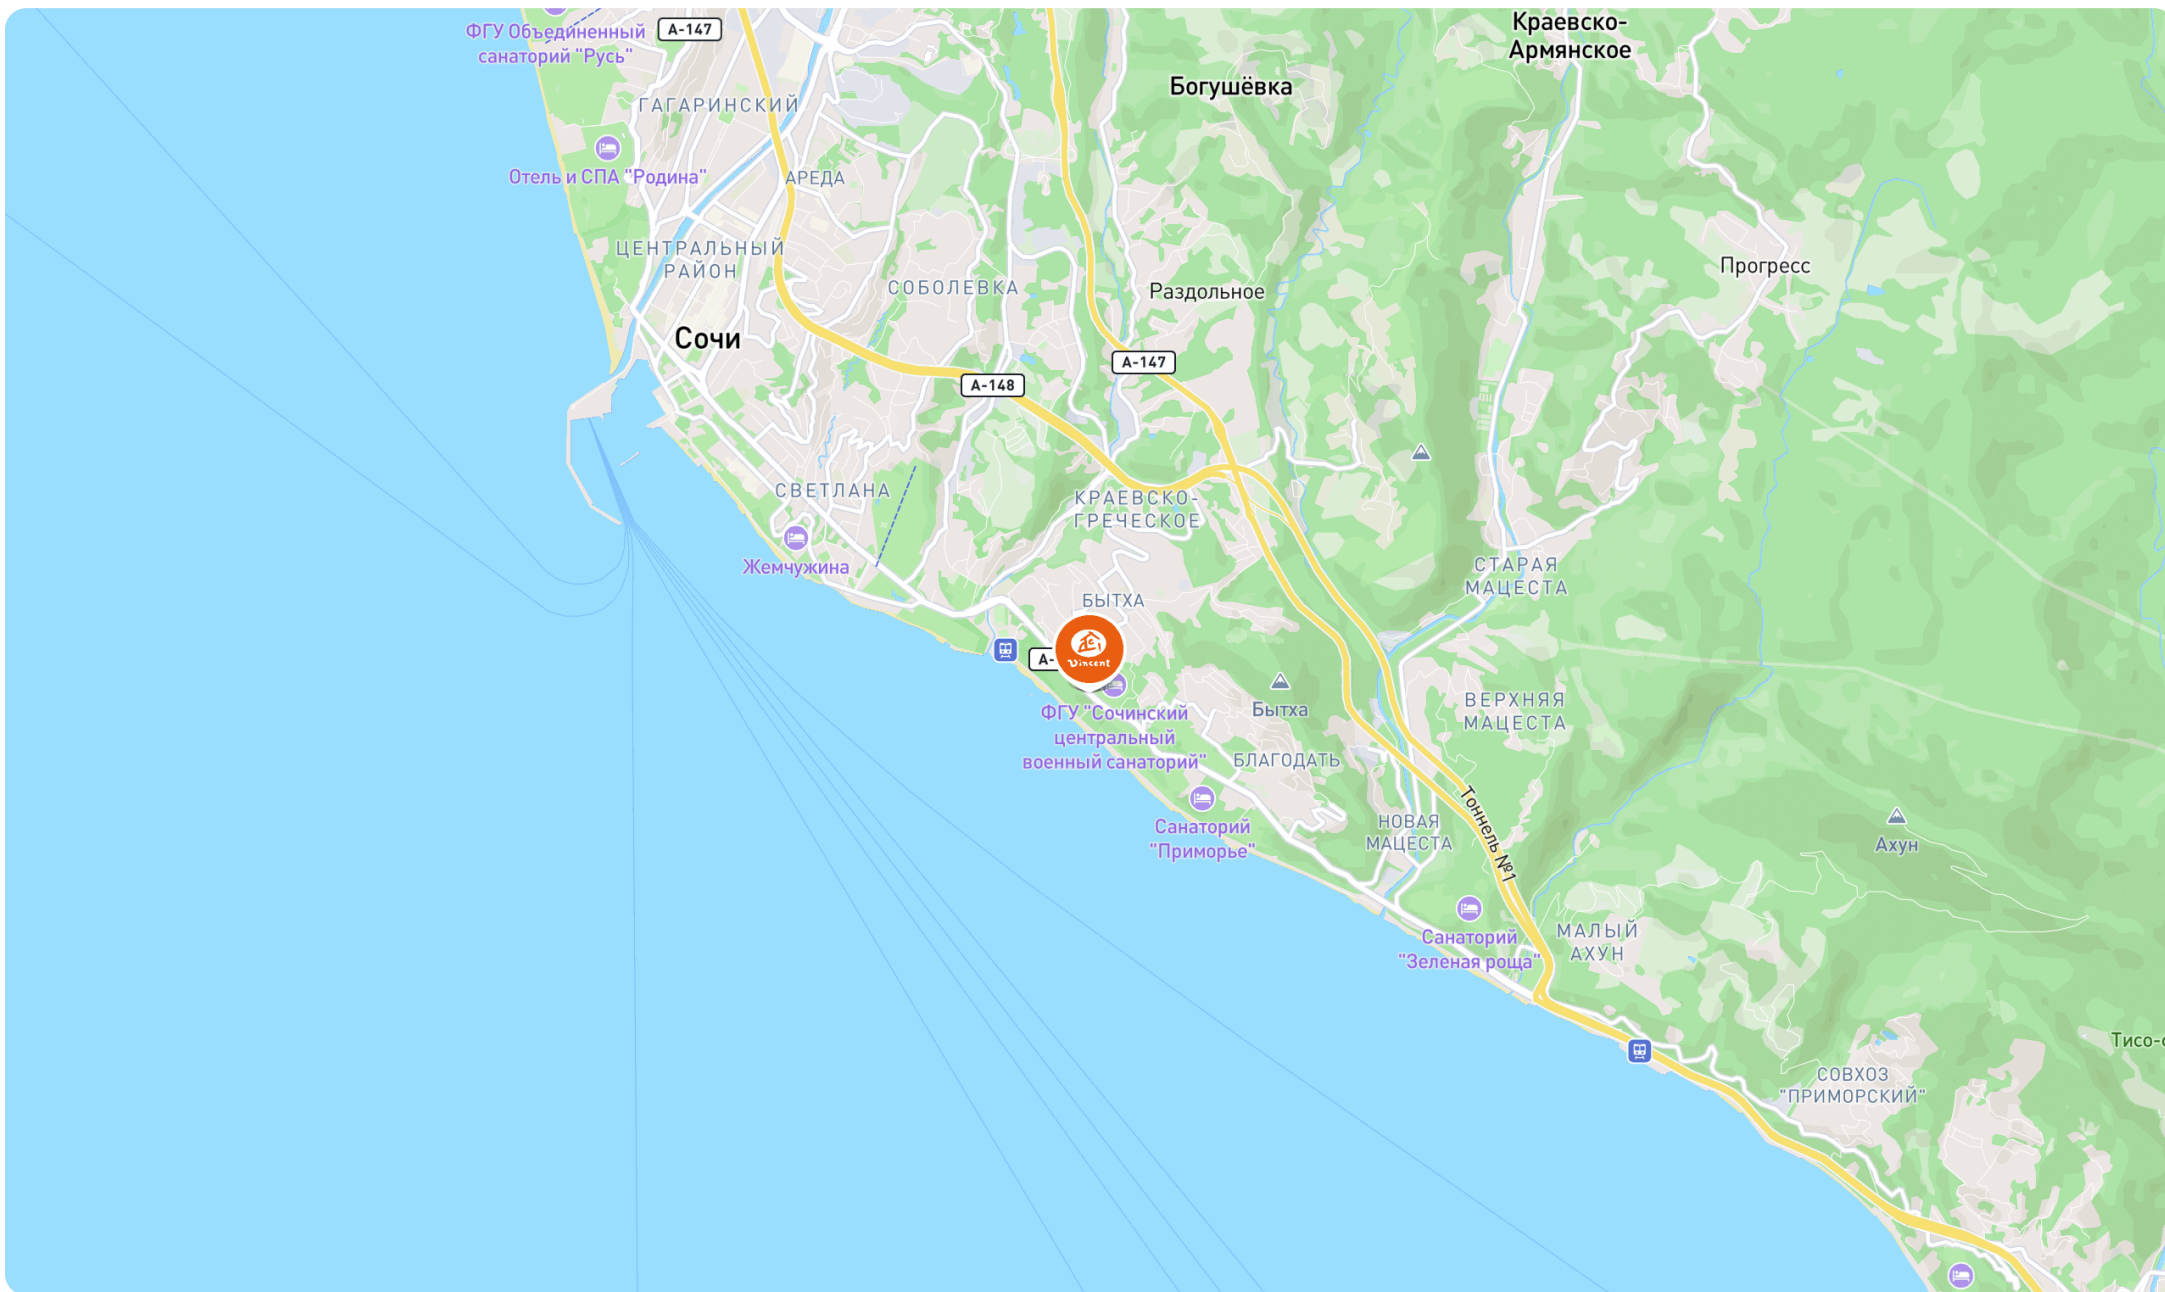 ФГУ Объединенный
санаторий "Русь"
А-147
Краевско-
Армянское
Богушёвка
ГАГАРИНСКИЙ
Отель и СПА "Родина"
АРЕДА
ЦЕНТРАЛЬНЫЙ
РАЙОН
СОБОЛЕВКА
Раздольное
Прогресс
Сочи
А-148
А-147
СВЕТЛАНА
КРАЕВСКО-
ГРЕЧЕСКОЕ
Жемчужина
СТАРАЯ
МАЦЕСТА
БЫТХА
А-
Vincent
ФГУ "Сочинский
центральный
военный санаторий"
Бытха
ВЕРХНЯЯ
МАЦЕСТА
БЛАГОДАТЬ
Санаторий
"Приморье"
НОВАЯ
МАЦЕСТА
Тоннель №1
Ахун
Санаторий
"Зеленая роща"
МАЛЫЙ
АХУН
Тисо-с
СОВХОЗ
"ПРИМОРСКИЙ"